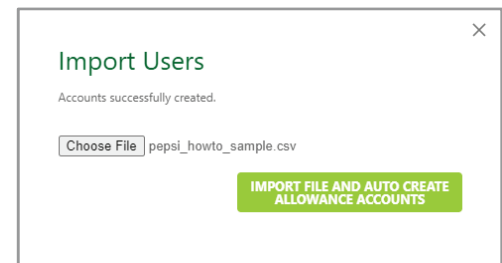 Import Users
Accounts successfully created.
Choose File pepsi_howto_sample.csv
IMPORT FILE AND AUTO CREATE
ALLOWANCE ACCOUNTS